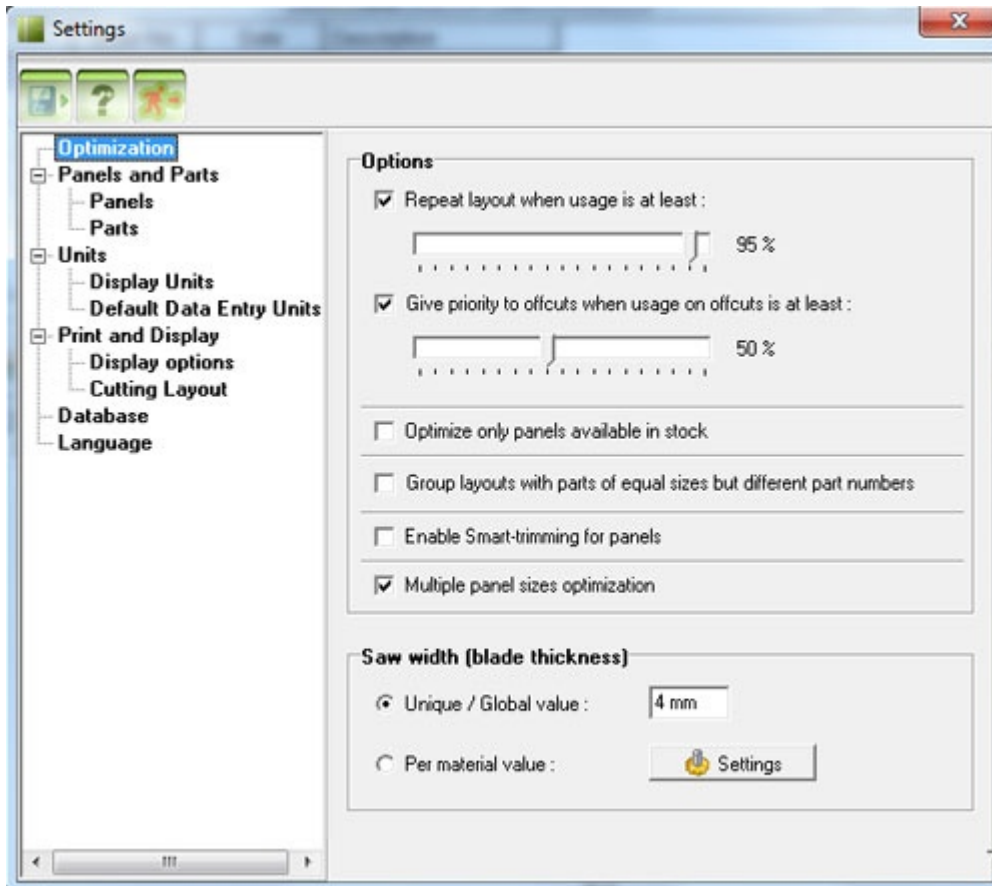 Settings
Date
Description
Optimization
Panels and Parts
Panels
Parts
Units
Display Units
Default Data Entry Units
Print and Display
Display options
Cutting Layout
Database
Language
Options
Repeat layout when usage is at least :
95 %
Give priority to offcuts when usage on offcuts is at least :
50 %
Optimize only panels available in stock
Group layouts with parts of equal sizes but different part numbers
Enable Smart-trimming for panels
Multiple panel sizes optimization
Saw width (blade thickness)
Unique / Global value :
4 mm
Per material value :
Settings